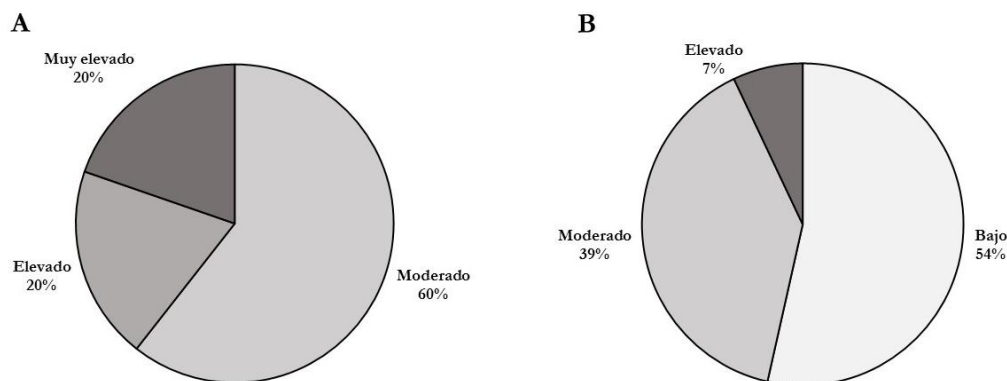 A
Muy elevado
20%
Elevado
20%
Moderado
60%
B
Elevado
7%
Moderado
39%
Bajo
54%